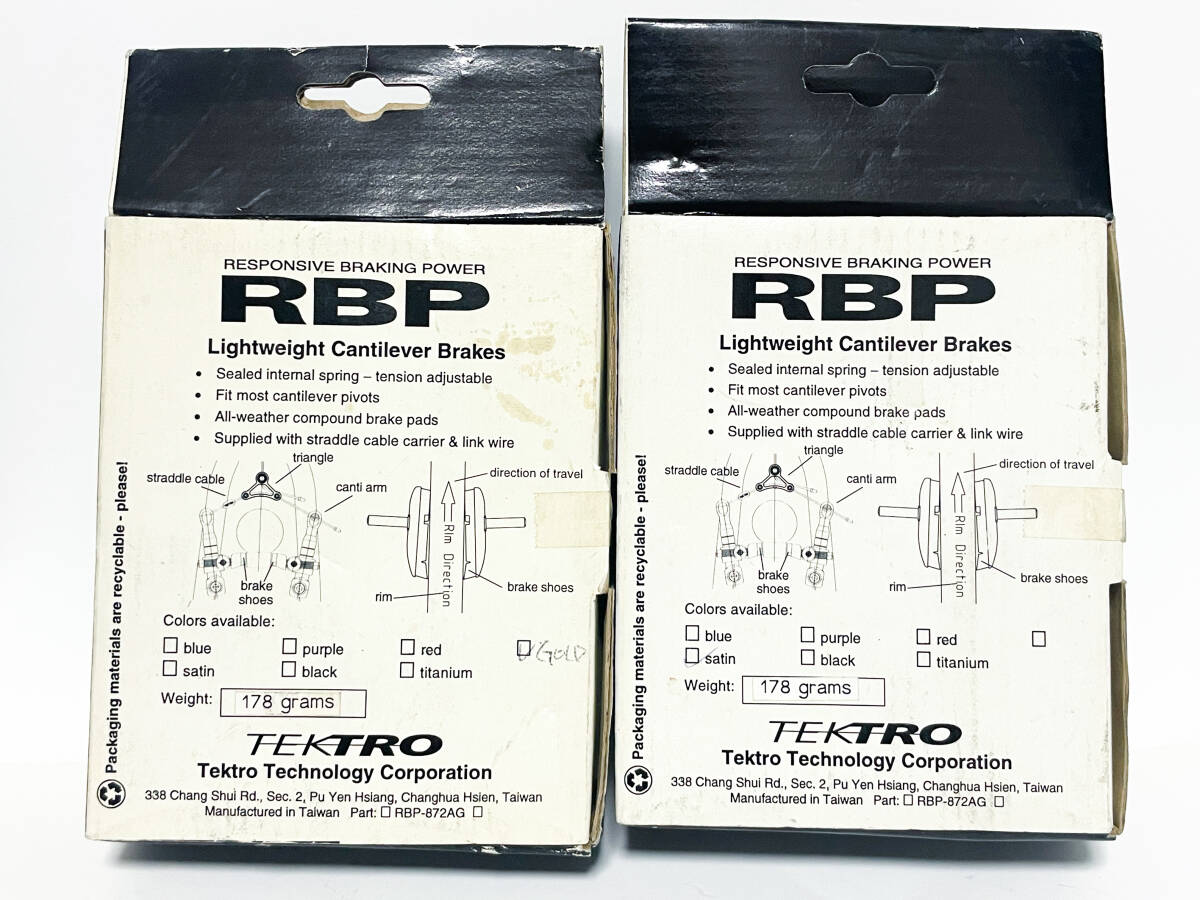 RESPONSIVE BRAKING POWER
RBP
Lightweight Cantilever Brakes
• Sealed internal spring – tension adjustable
• Fit most cantilever pivots
• All-weather compound brake pads
• Supplied with straddle cable carrier & link wire
triangle
straddle cable
canti arm
direction of travel
RIm Direction
brake shoes
rim
brake shoes
Colors available:
☐ blue ☐ purple ☐ red ☐ GOLD
☐ satin ☐ black ☐ titanium
Weight: 178 grams
TEKTRO
Tektro Technology Corporation
338 Chang Shui Rd., Sec. 2, Pu Yen Hsiang, Changhua Hsien, Taiwan
Manufactured in Taiwan Part: ☐ RBP-872AG ☐
Packaging materials are recyclable - please!
RESPONSIVE BRAKING POWER
RBP
Lightweight Cantilever Brakes
• Sealed internal spring – tension adjustable
• Fit most cantilever pivots
• All-weather compound brake pads
• Supplied with straddle cable carrier & link wire
triangle
straddle cable
canti arm
direction of travel
RIm Direction
brake shoes
rim
brake shoes
Colors available:
☐ blue ☐ purple ☐ red ☐
☐ satin ☐ black ☐ titanium
Weight: 178 grams
TEKTRO
Tektro Technology Corporation
338 Chang Shui Rd., Sec. 2, Pu Yen Hsiang, Changhua Hsien, Taiwan
Manufactured in Taiwan Part: ☐ RBP-872AG ☐
Packaging materials are recyclable - please!